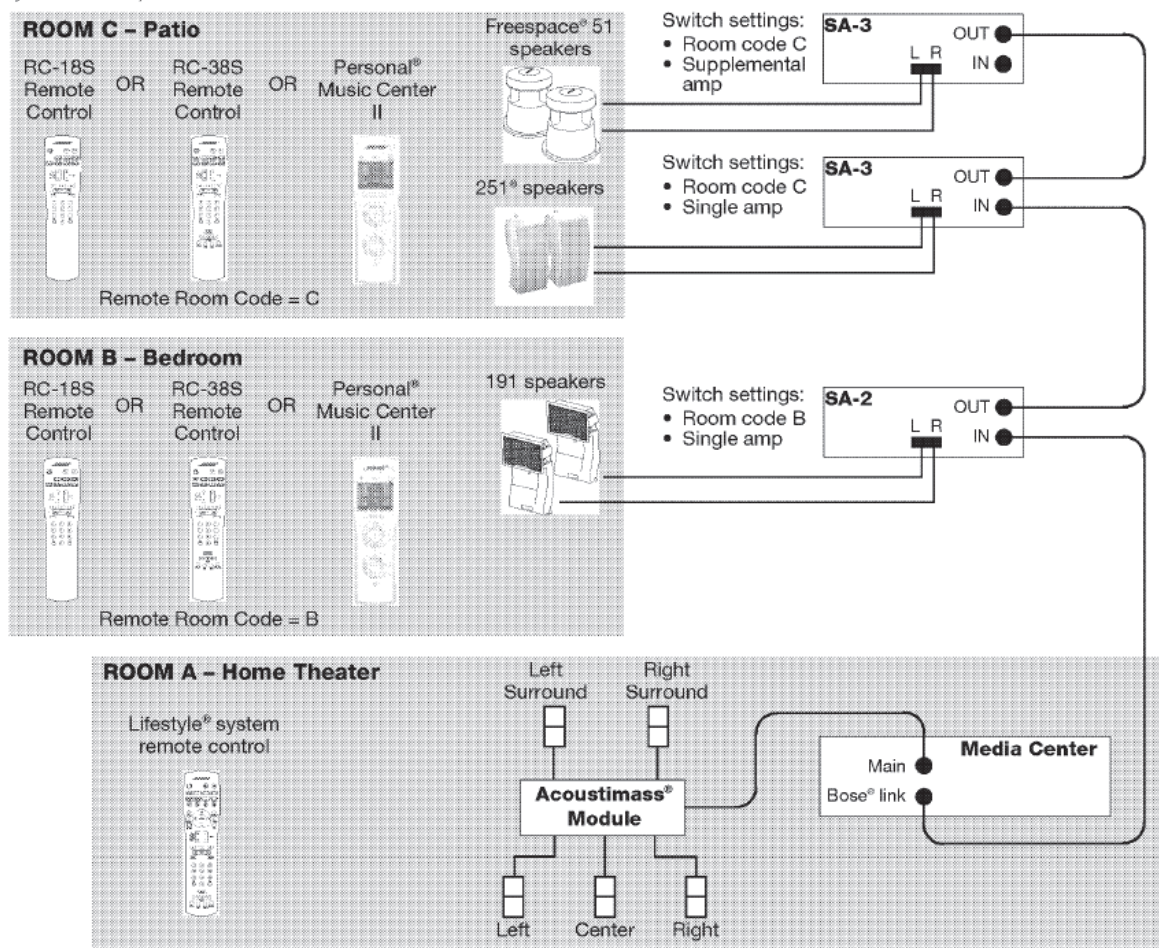 ROOM C – Patio
RC-18S
Remote
Control
OR
RC-38S
Remote
Control
OR
Personal®
Music Center
II
Remote Room Code = C
Freespace® 51
speakers
251® speakers
Switch settings:
• Room code C
• Supplemental
amp
SA-3
L R
OUT
IN
Switch settings:
• Room code C
• Single amp
SA-3
L R
OUT
IN
ROOM B – Bedroom
RC-18S
Remote
Control
OR
RC-38S
Remote
Control
OR
Personal®
Music Center
II
Remote Room Code = B
191 speakers
Switch settings:
• Room code B
• Single amp
SA-2
L R
OUT
IN
ROOM A – Home Theater
Lifestyle® system
remote control
Left
Surround
Right
Surround
Acoustimass®
Module
Left
Center
Right
Media Center
Main
Bose® link